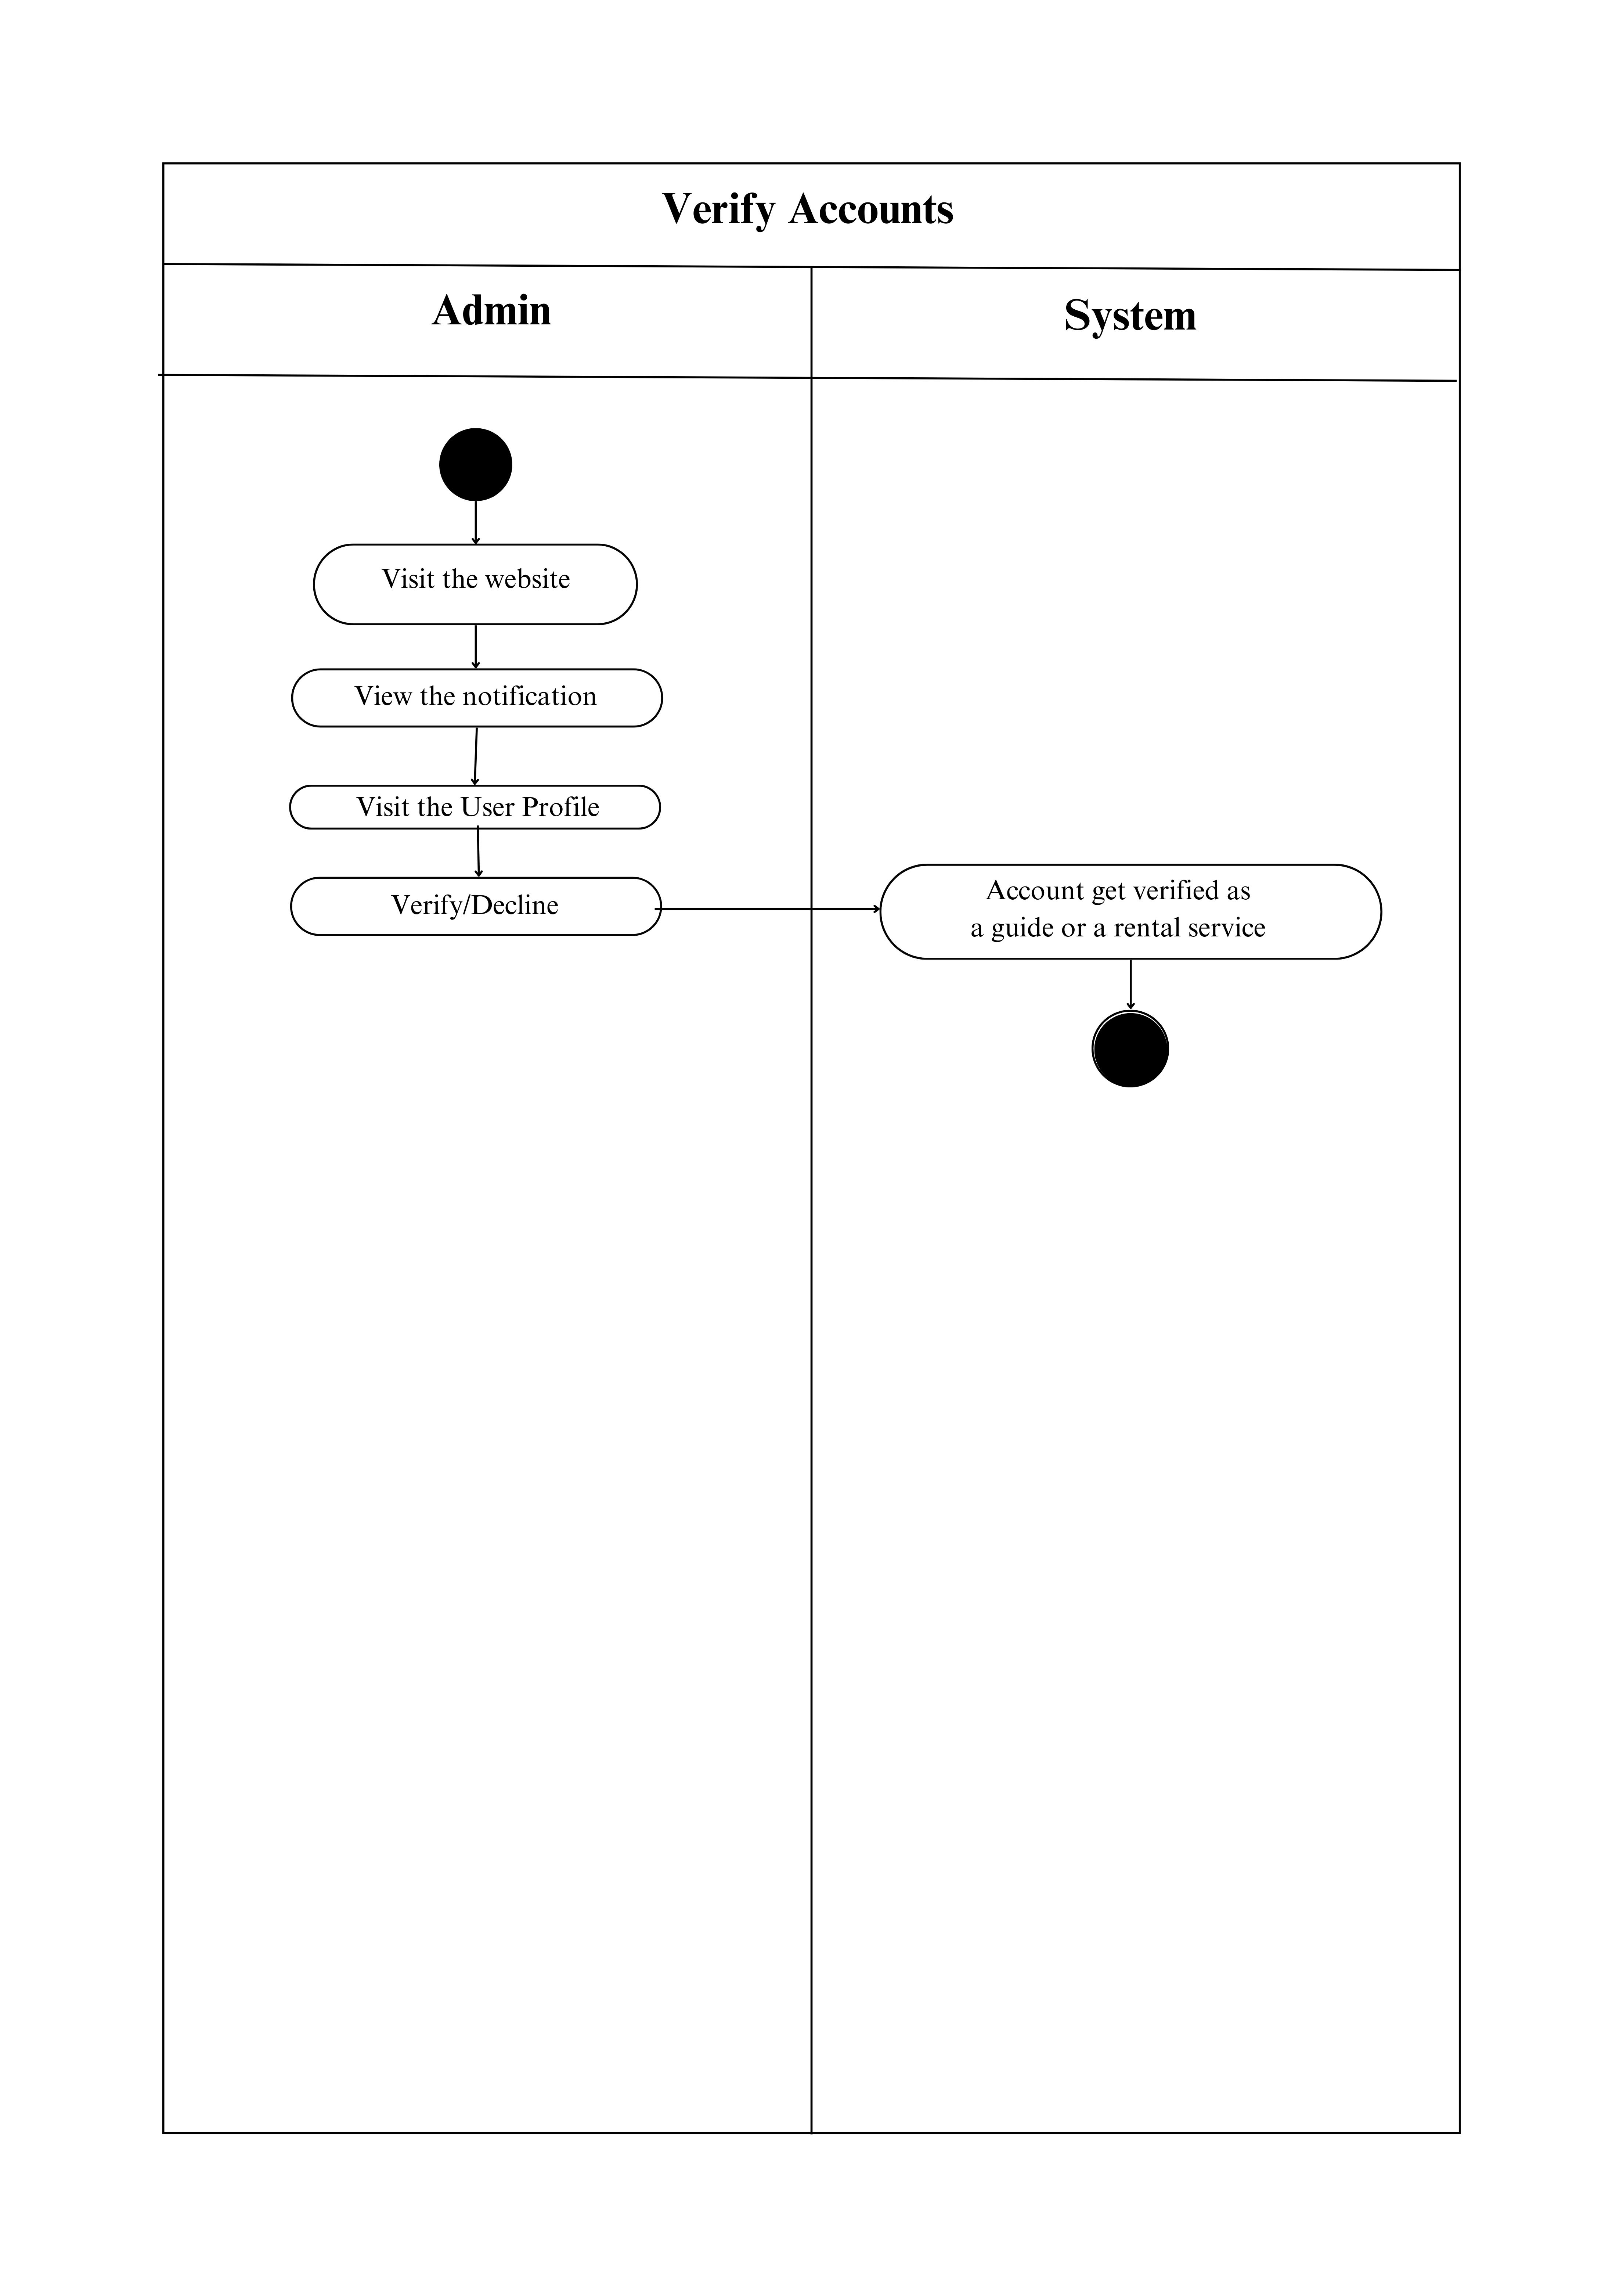 Verify Accounts
Admin
System
Visit the website
View the notification
Visit the User Profile
Verify/Decline
Account get verified as
a guide or a rental service